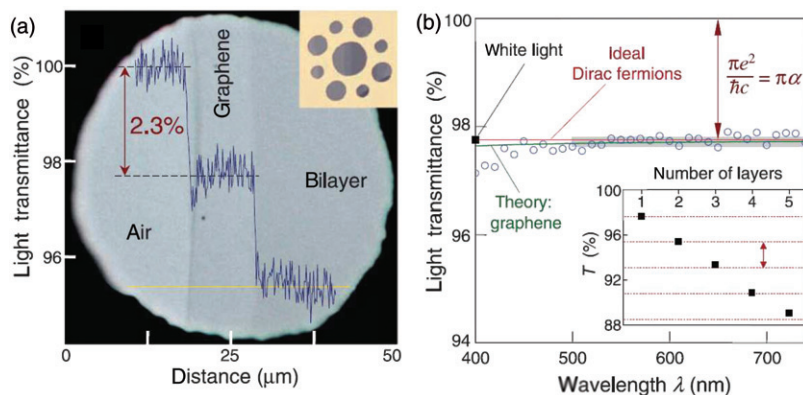 (a)
Light transmittance (%)
100
98
96
2.3%
Air
Graphene
Bilayer
0
25
50
Distance (μm)
(b)
Light transmittance (%)
100
98
96
94
White light
Ideal
Dirac fermions
πe²/ħc = πα
Theory:
graphene
Number of layers
1 2 3 4 5
T (%)
100
96
92
88
400 500 600 700
Wavelength λ (nm)